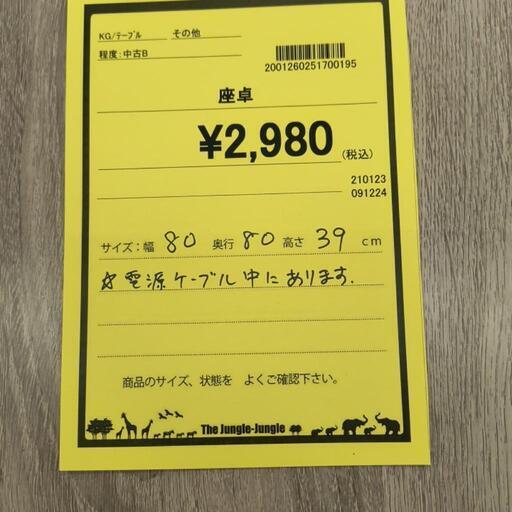 KG/テーブル その他
程度:中古B
2001260251700195
座卓
¥2,980(税込)
210123
091224
サイズ:幅 80 奥行 80 高さ 39 cm
☆電源ケーブル中にあります.
商品のサイズ、状態を よくご確認下さい。
The Jungle-Jungle